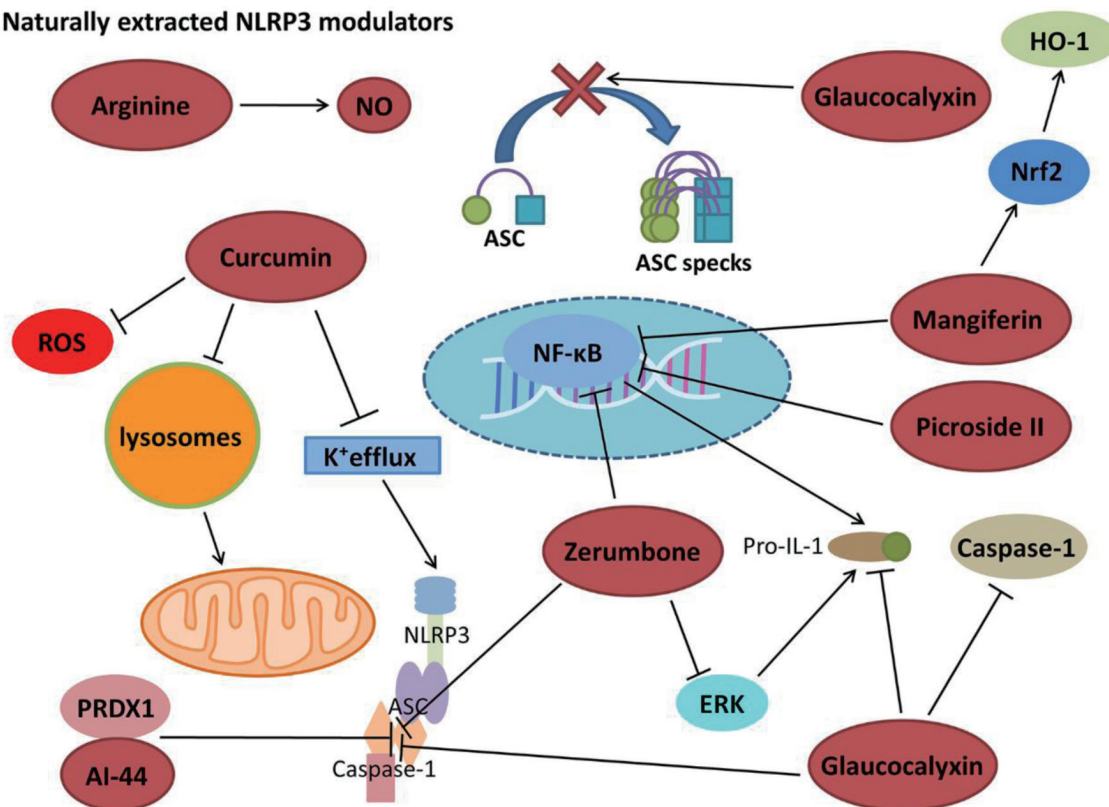 Naturally extracted NLRP3 modulators
HO-1
Arginine
NO
Glaucocalyxin
Nrf2
ASC
ASC specks
Curcumin
ROS
Mangiferin
NF-κB
Picroside II
lysosomes
K⁺efflux
Zerumbone
Pro-IL-1
Caspase-1
NLRP3
PRDX1
ASC
ERK
AI-44
Caspase-1
Glaucocalyxin